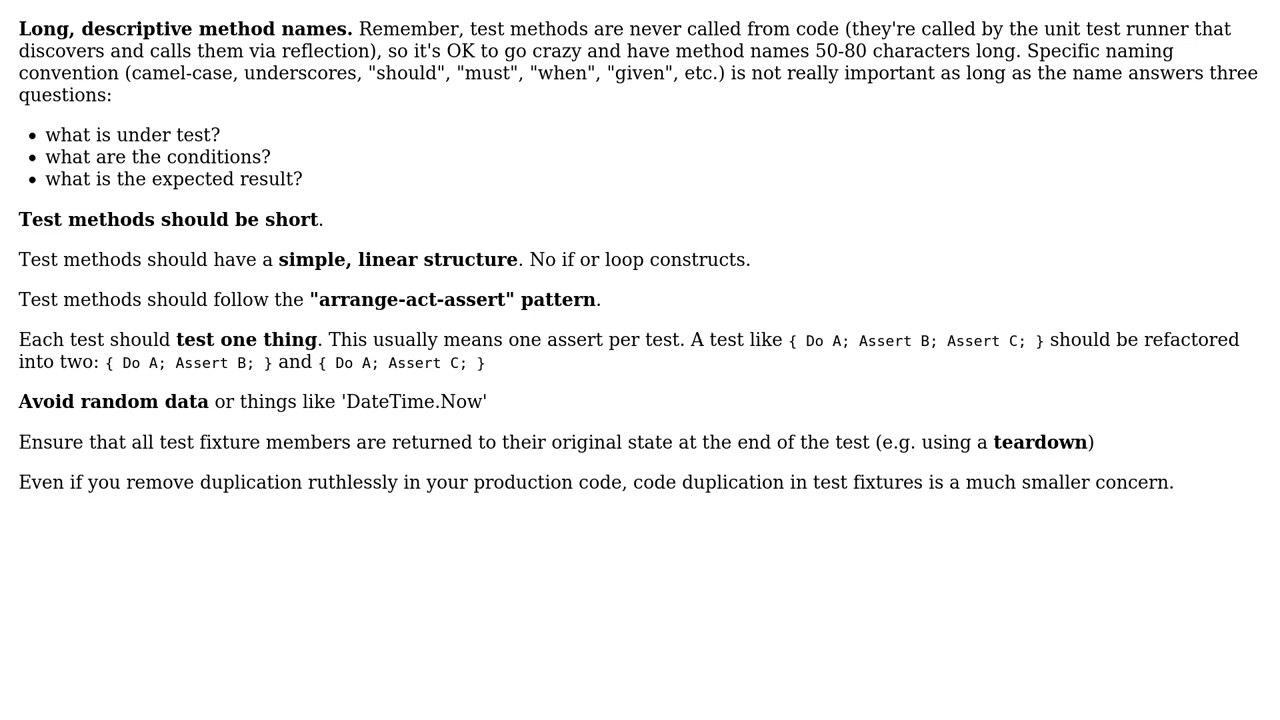 Long, descriptive method names. Remember, test methods are never called from code (they're called by the unit test runner that
discovers and calls them via reflection), so it's OK to go crazy and have method names 50-80 characters long. Specific naming
convention (camel-case, underscores, "should", "must", "when", "given", etc.) is not really important as long as the name answers three
questions:
• what is under test?
• what are the conditions?
• what is the expected result?
Test methods should be short.
Test methods should have a simple, linear structure. No if or loop constructs.
Test methods should follow the "arrange-act-assert" pattern.
Each test should test one thing. This usually means one assert per test. A test like { Do A; Assert B; Assert C; } should be refactored
into two: { Do A; Assert B; } and { Do A; Assert C; }
Avoid random data or things like 'DateTime.Now'
Ensure that all test fixture members are returned to their original state at the end of the test (e.g. using a teardown)
Even if you remove duplication ruthlessly in your production code, code duplication in test fixtures is a much smaller concern.